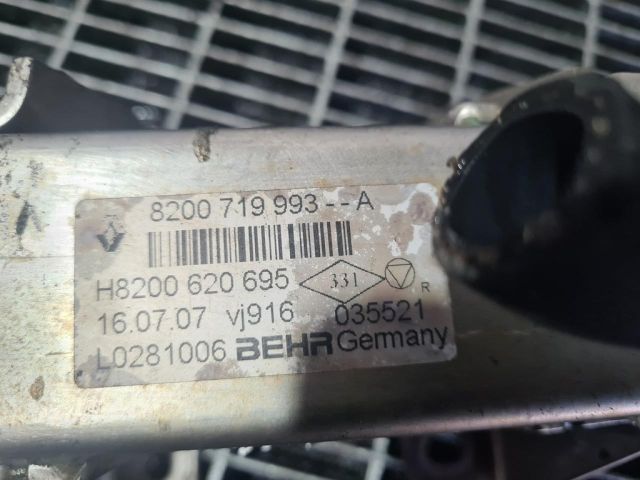 8200 719 993--A
H8200 620 695 331
R
16.07.07 vj916 035521
L0281006 BEHR Germany